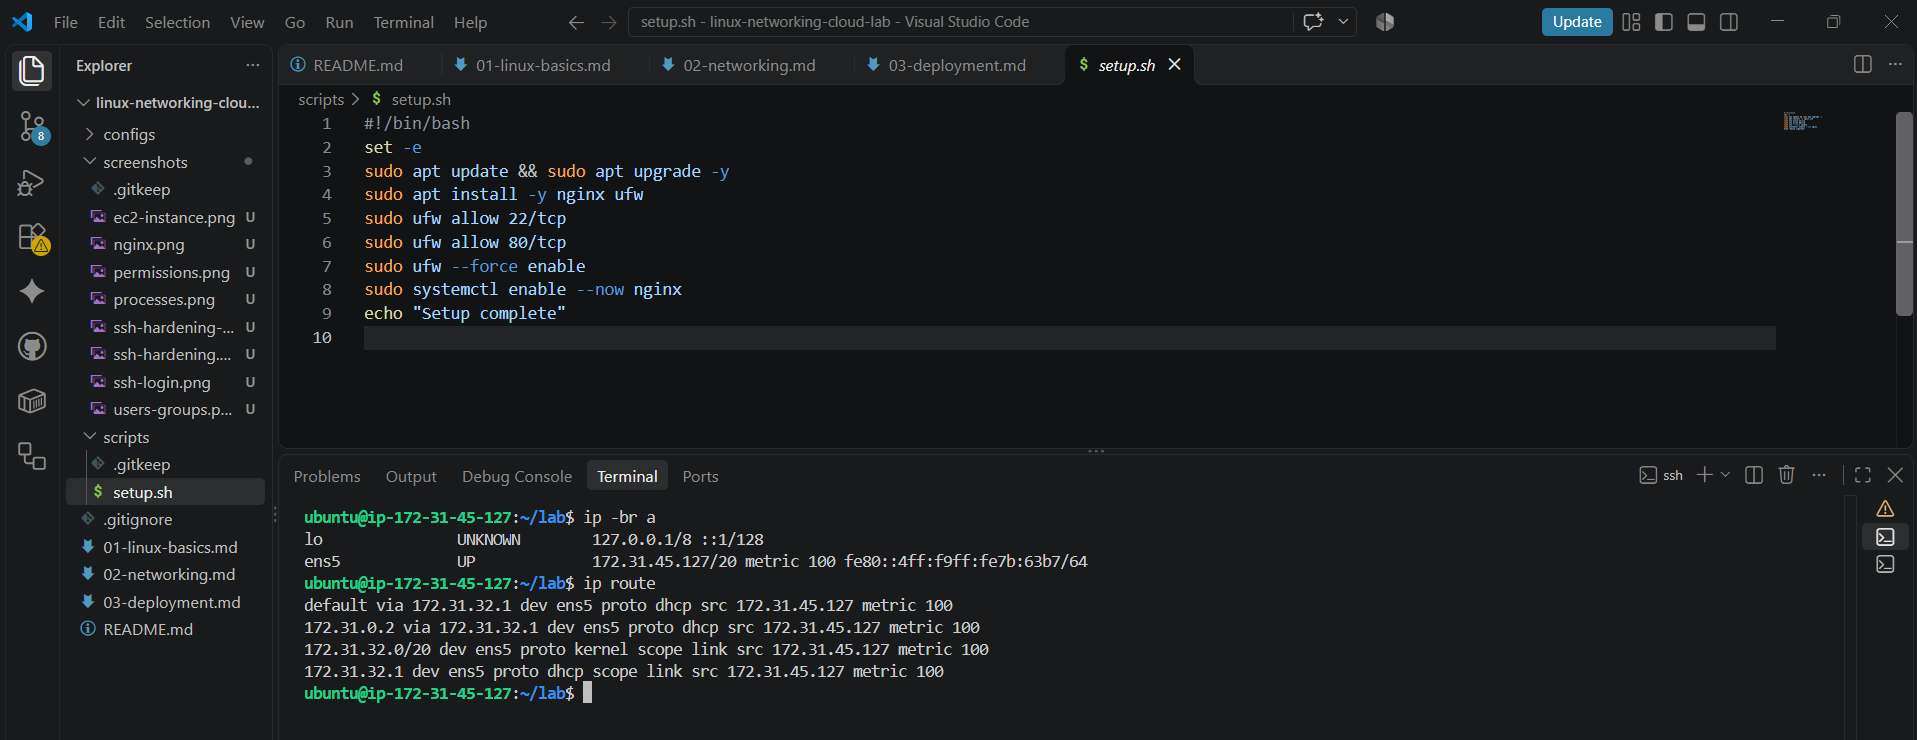 File Edit Selection View Go Run Terminal Help
setup.sh - linux-networking-cloud-lab - Visual Studio Code
Update
Explorer
linux-networking-clou...
configs
screenshots
.gitkeep
ec2-instance.png U
nginx.png U
permissions.png U
processes.png U
ssh-hardening-... U
ssh-hardening.... U
ssh-login.png U
users-groups.p... U
scripts
.gitkeep
$ setup.sh
.gitignore
01-linux-basics.md
02-networking.md
03-deployment.md
README.md
8
README.md 01-linux-basics.md 02-networking.md 03-deployment.md $ setup.sh
scripts > $ setup.sh
1 #!/bin/bash
2 set -e
3 sudo apt update && sudo apt upgrade -y
4 sudo apt install -y nginx ufw
5 sudo ufw allow 22/tcp
6 sudo ufw allow 80/tcp
7 sudo ufw --force enable
8 sudo systemctl enable --now nginx
9 echo "Setup complete"
10
Problems Output Debug Console Terminal Ports
ssh
ubuntu@ip-172-31-45-127:~/lab$ ip -br a
lo UNKNOWN 127.0.0.1/8 ::1/128
ens5 UP 172.31.45.127/20 metric 100 fe80::4ff:f9ff:fe7b:63b7/64
ubuntu@ip-172-31-45-127:~/lab$ ip route
default via 172.31.32.1 dev ens5 proto dhcp src 172.31.45.127 metric 100
172.31.0.2 via 172.31.32.1 dev ens5 proto dhcp src 172.31.45.127 metric 100
172.31.32.0/20 dev ens5 proto kernel scope link src 172.31.45.127 metric 100
172.31.32.1 dev ens5 proto dhcp scope link src 172.31.45.127 metric 100
ubuntu@ip-172-31-45-127:~/lab$